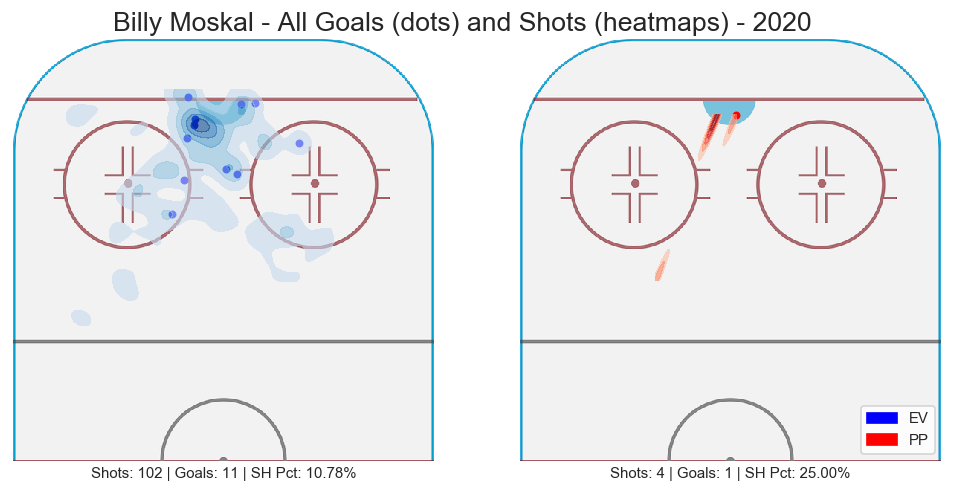 Billy Moskal - All Goals (dots) and Shots (heatmaps) - 2020
EV
PP
Shots: 102 | Goals: 11 | SH Pct: 10.78%
Shots: 4 | Goals: 1 | SH Pct: 25.00%